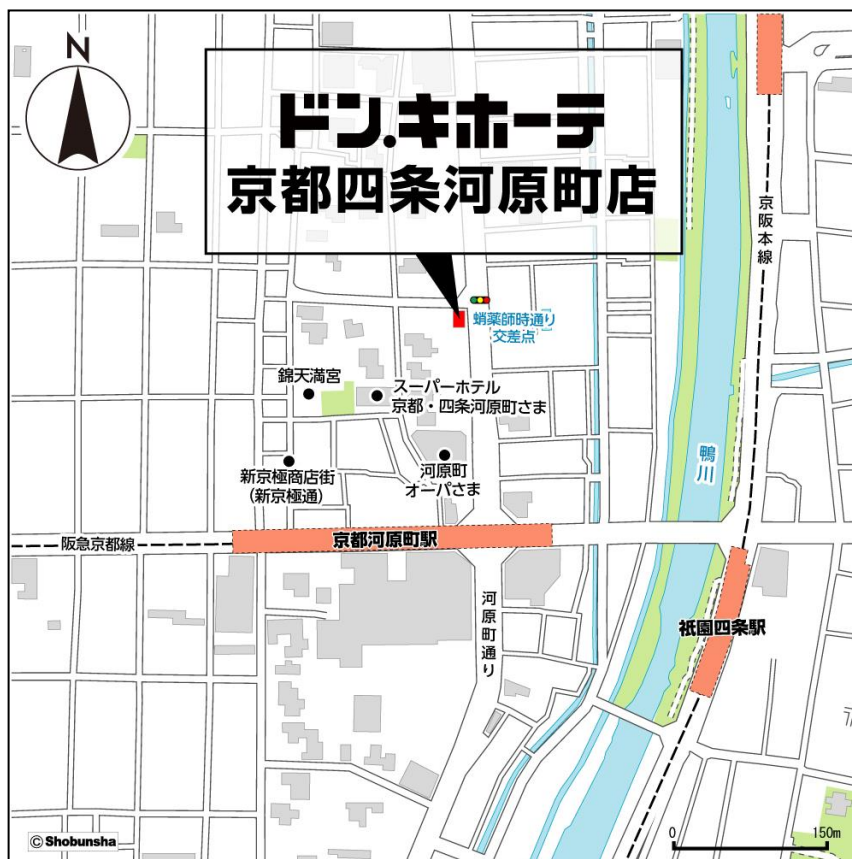 N
ドン.キホーテ
京都四条河原町店
京阪本線
蛸薬師時通り
交差点
錦天満宮
スーパーホテル
京都・四条河原町さま
鴨川
新京極商店街
(新京極通)
河原町
オーパさま
阪急京都線
京都河原町駅
河原町通り
祇園四条駅
© Shobunsha
0 150m